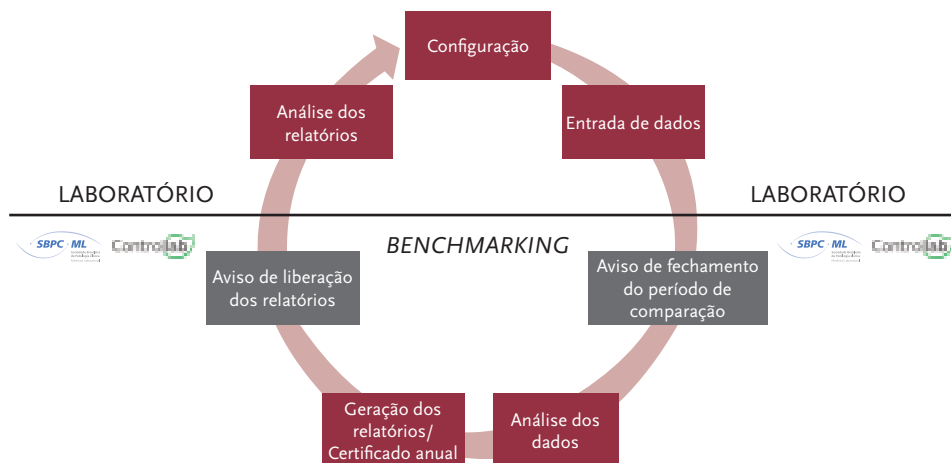 Configuração
Análise dos
relatórios
Entrada de dados
LABORATÓRIO
LABORATÓRIO
SBPC ML
Controllab
BENCHMARKING
SBPC ML
Controllab
Aviso de liberação
dos relatórios
Aviso de fechamento
do período de
comparação
Geração dos
relatórios/
Certificado anual
Análise dos
dados